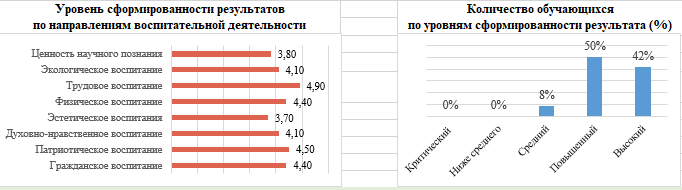 Уровень сформированности результатов
по направлениям воспитательной деятельности
Ценность научного познания 3,80
Экологическое воспитание 4,10
Трудовое воспитание 4,90
Физическое воспитание 4,40
Эстетическое воспитания 3,70
Духовно-нравственное воспитание 4,10
Патриотическое воспитание 4,50
Гражданское воспитание 4,40
Количество обучающихся
по уровням сформированности результата (%)
0% 0% 8% 50% 42%
Критический Ниже среднего Средний Повышенный Высокий